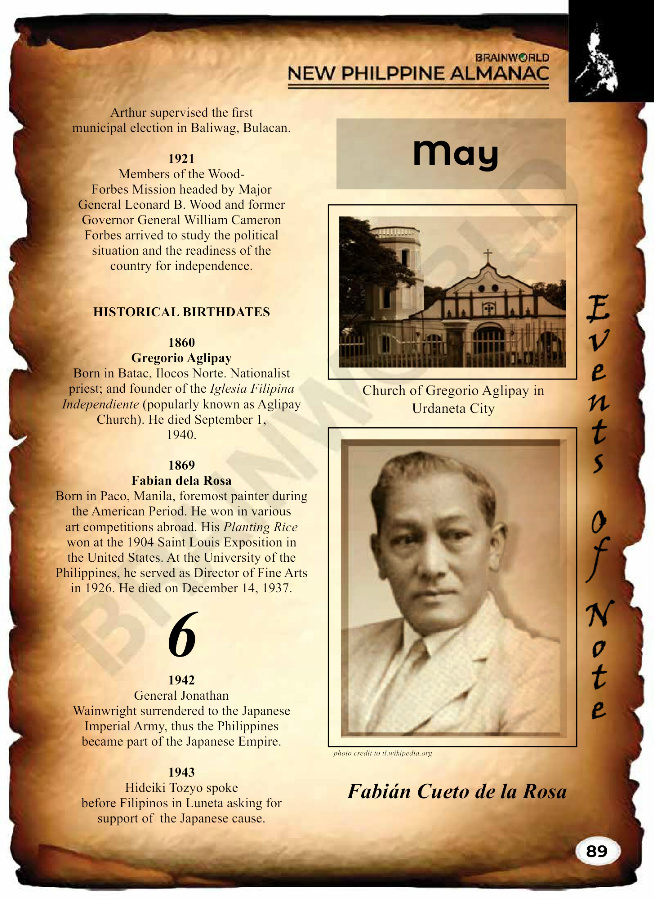 BRAINWORLD
NEW PHILPPINE ALMANAC
Arthur supervised the first
municipal election in Baliwag, Bulacan.
1921
Members of the Wood-
Forbes Mission headed by Major
General Leonard B. Wood and former
Governor General William Cameron
Forbes arrived to study the political
situation and the readiness of the
country for independence.
HISTORICAL BIRTHDATES
1860
Gregorio Aglipay
Born in Batac, Ilocos Norte. Nationalist
priest; and founder of the Iglesia Filipina
Independiente (popularly known as Aglipay
Church). He died September 1,
1940.
1869
Fabian dela Rosa
Born in Paco, Manila, foremost painter during
the American Period. He won in various
art competitions abroad. His Planting Rice
won at the 1904 Saint Louis Exposition in
the United States. At the University of the
Philippines, he served as Director of Fine Arts
in 1926. He died on December 14, 1937.
6
1942
General Jonathan
Wainwright surrendered to the Japanese
Imperial Army, thus the Philippines
became part of the Japanese Empire.
1943
Hideiki Tozyo spoke
before Filipinos in Luneta asking for
support of the Japanese cause.
May
Church of Gregorio Aglipay in
Urdaneta City
photo credit to tl.wikipedia.org
Fabián Cueto de la Rosa
Events of Note
89
BRAINWORLD